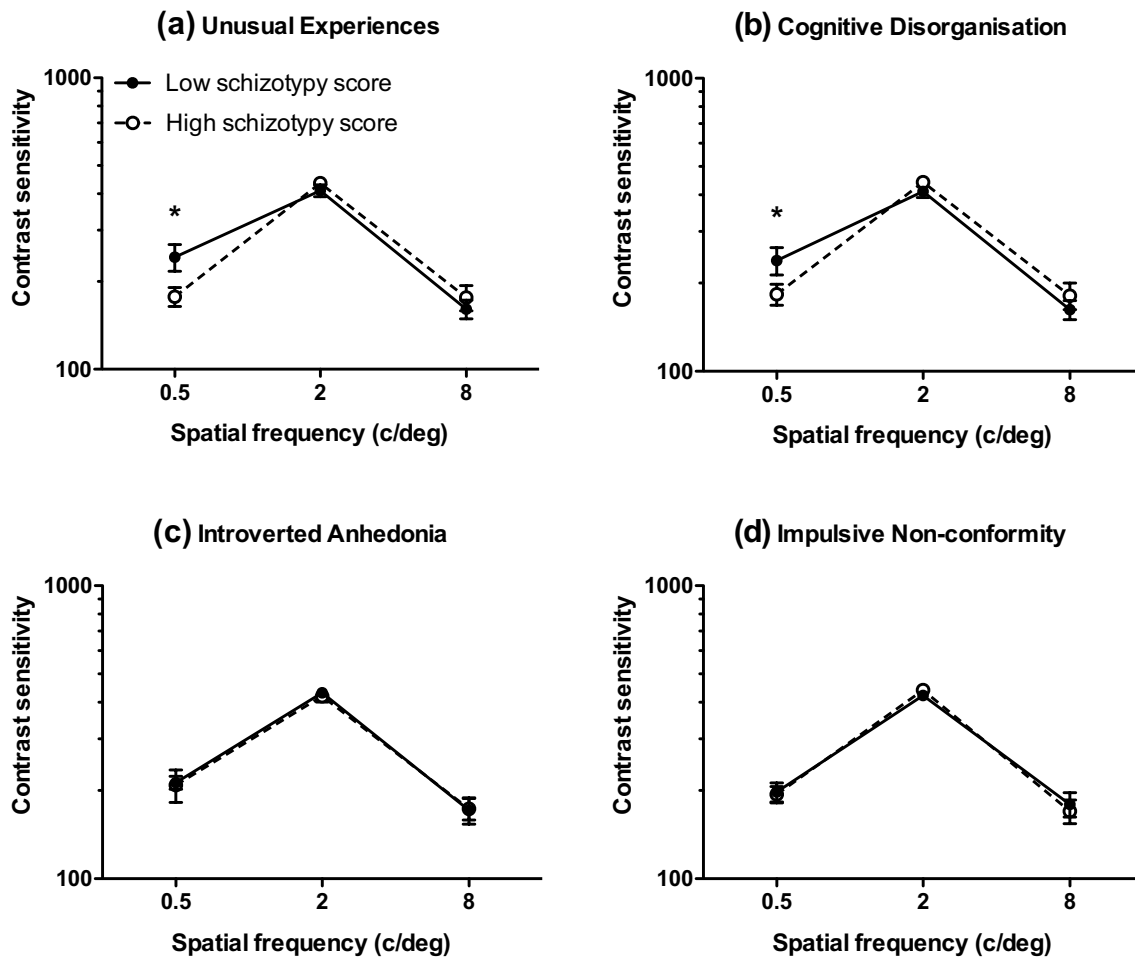 (a) Unusual Experiences
1000
Low schizotypy score
High schizotypy score
*
Contrast sensitivity
100
0.5 2 8
Spatial frequency (c/deg)
(b) Cognitive Disorganisation
1000
*
Contrast sensitivity
100
0.5 2 8
Spatial frequency (c/deg)
(c) Introverted Anhedonia
1000
Contrast sensitivity
100
0.5 2 8
Spatial frequency (c/deg)
(d) Impulsive Non-conformity
1000
Contrast sensitivity
100
0.5 2 8
Spatial frequency (c/deg)